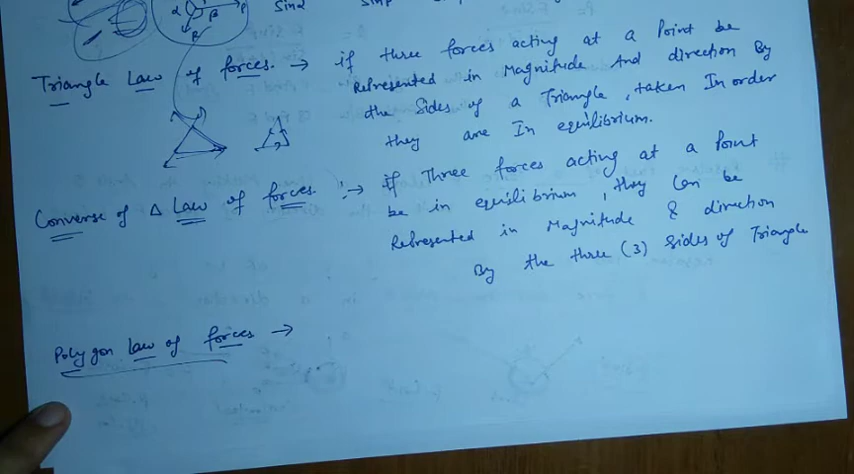 α P Sinα Sinβ
β
R
Triangle Law of forces. → if three forces acting at a Point be
Represented in Magnitude And direction By
the Sides of a Triangle, taken In order
they are In equilibrium.
Converse of Δ Law of forces :→ if Three forces acting at a Point
be in equilibrium, they Can be
Represented in Magnitude & direction
By the three (3) Sides of Triangle
Polygon Law of forces →